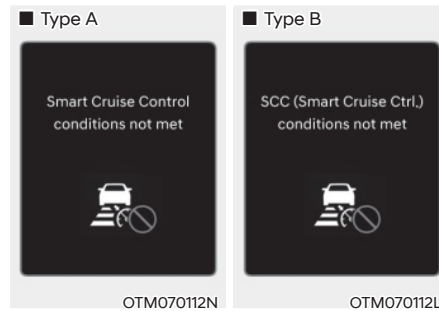 ■ Type A
Smart Cruise Control
conditions not met
OTM070112N
■ Type B
SCC (Smart Cruise Ctrl.)
conditions not met
OTM070112L